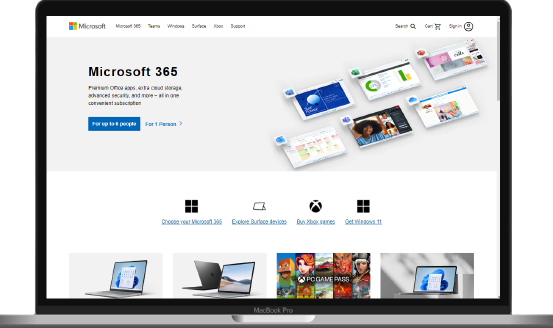 Microsoft
Microsoft 365 Teams Windows Surface Xbox Support
Search Cart Sign in
Microsoft 365
Premium Office apps, extra cloud storage,
advanced security, and more – all in one
convenient subscription
For up to 6 people For 1 Person >
Choose your Microsoft 365 Explore Surface devices Buy Xbox games Get Windows 11
PC GAME PASS
MacBook Pro